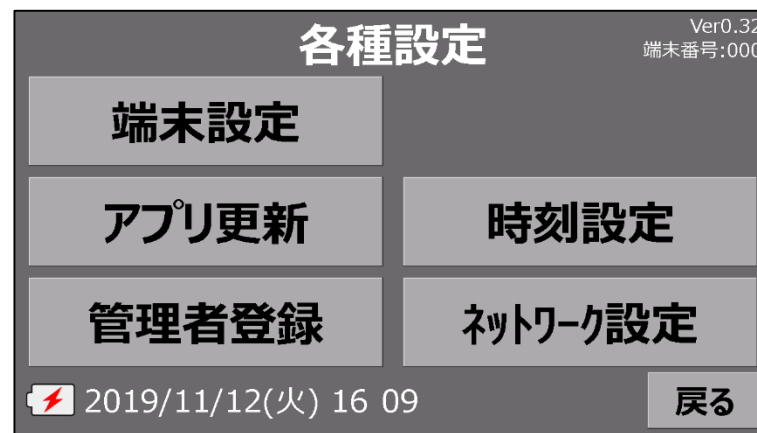 各種設定
Ver0.32
端末番号:000
端末設定
アプリ更新
時刻設定
管理者登録
ﾈｯﾄﾜｰｸ設定
2019/11/12(火) 16 09
戻る